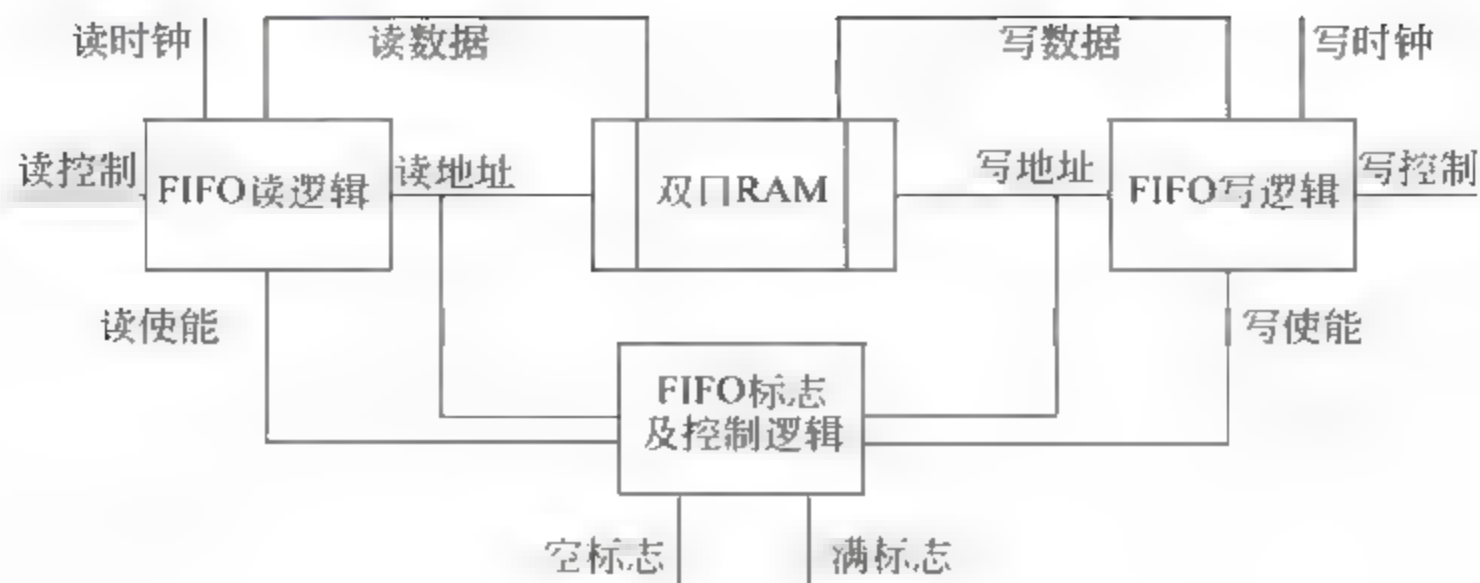 读时钟
读数据
写数据
写时钟
读控制
FIFO读逻辑
读地址
双口RAM
写地址
FIFO写逻辑
写控制
读使能
写使能
FIFO标志
及控制逻辑
空标志
满标志